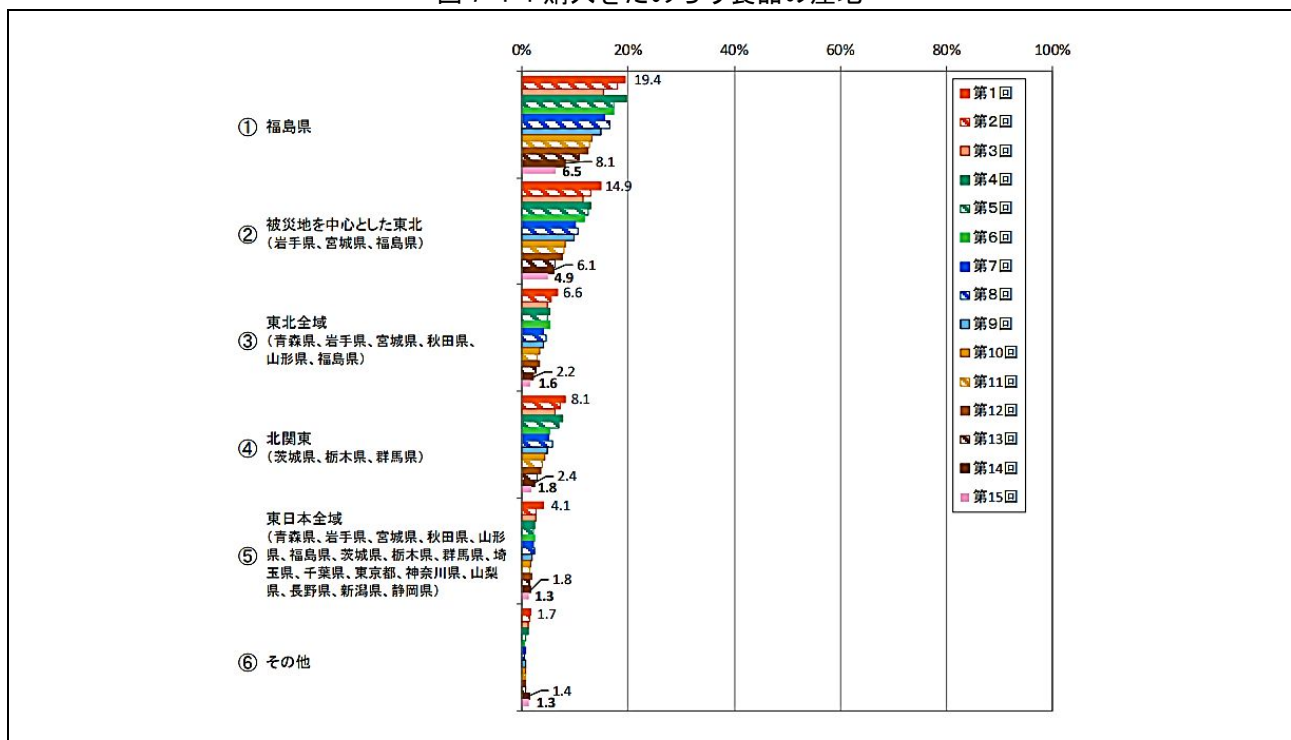 0%
20%
40%
60%
80%
100%
① 福島県
19.4
8.1
6.5
② 被災地を中心とした東北
（岩手県、宮城県、福島県）
14.9
6.1
4.9
③ 東北全域
（青森県、岩手県、宮城県、秋田県、
山形県、福島県）
6.6
2.2
1.6
④ 北関東
（茨城県、栃木県、群馬県）
8.1
2.4
1.8
⑤ 東日本全域
（青森県、岩手県、宮城県、秋田県、山形
県、福島県、茨城県、栃木県、群馬県、埼
玉県、千葉県、東京都、神奈川県、山梨
県、長野県、新潟県、静岡県）
4.1
1.8
1.3
⑥ その他
1.7
1.4
1.3
第1回
第2回
第3回
第4回
第5回
第6回
第7回
第8回
第9回
第10回
第11回
第12回
第13回
第14回
第15回